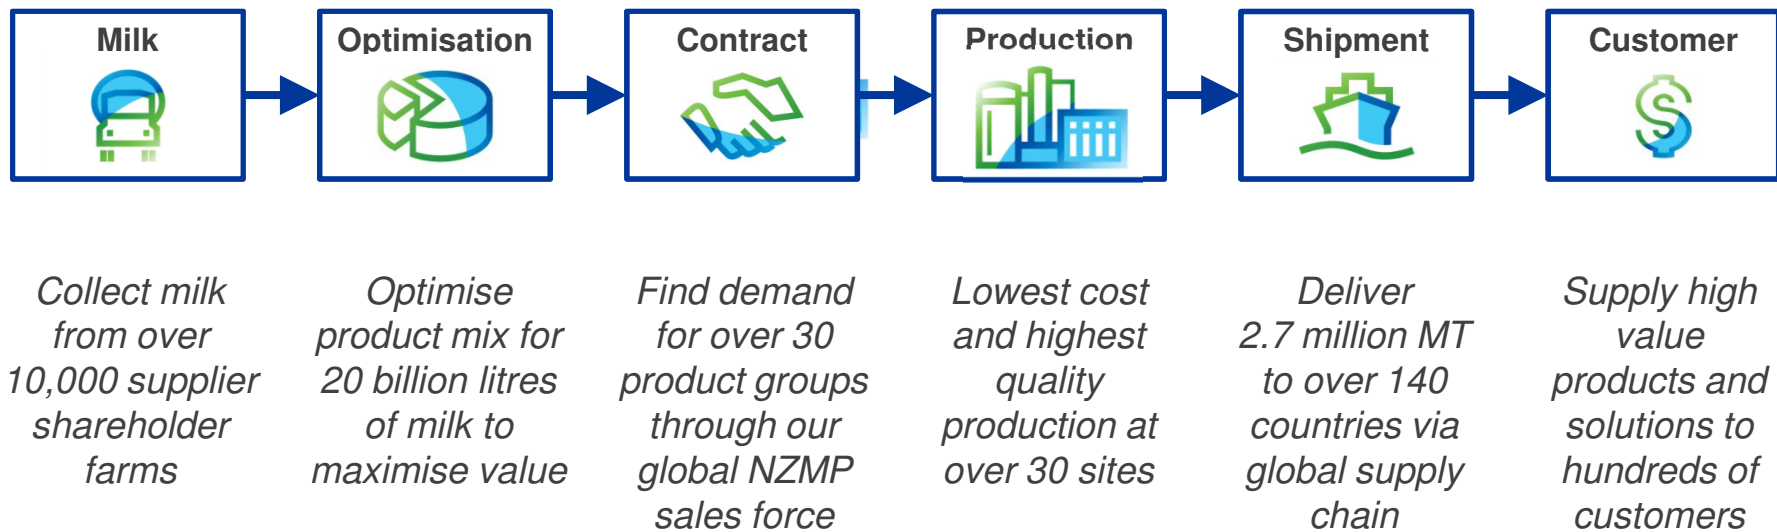 Milk
Optimisation
Contract
Production
Shipment
Customer
Collect milk
from over
10,000 supplier
shareholder
farms
Optimise
product mix for
20 billion litres
of milk to
maximise value
Find demand
for over 30
product groups
through our
global NZMP
sales force
Lowest cost
and highest
quality
production at
over 30 sites
Deliver
2.7 million MT
to over 140
countries via
global supply
chain
Supply high
value
products and
solutions to
hundreds of
customers